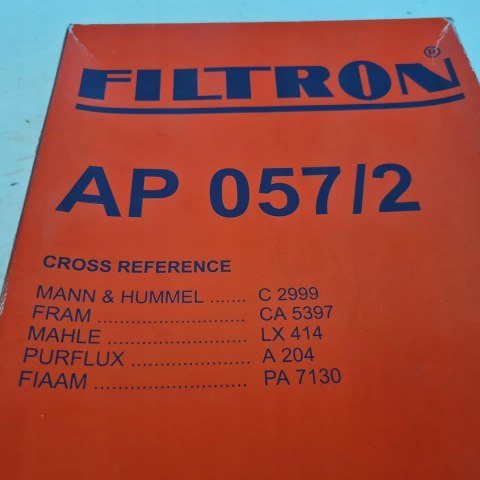 FILTRON®
AP 057/2
CROSS REFERENCE
MANN & HUMMEL ....... C 2999
FRAM ............................ CA 5397
MAHLE .......................... LX 414
PURFLUX ..................... A 204
FIAAM ............................ PA 7130